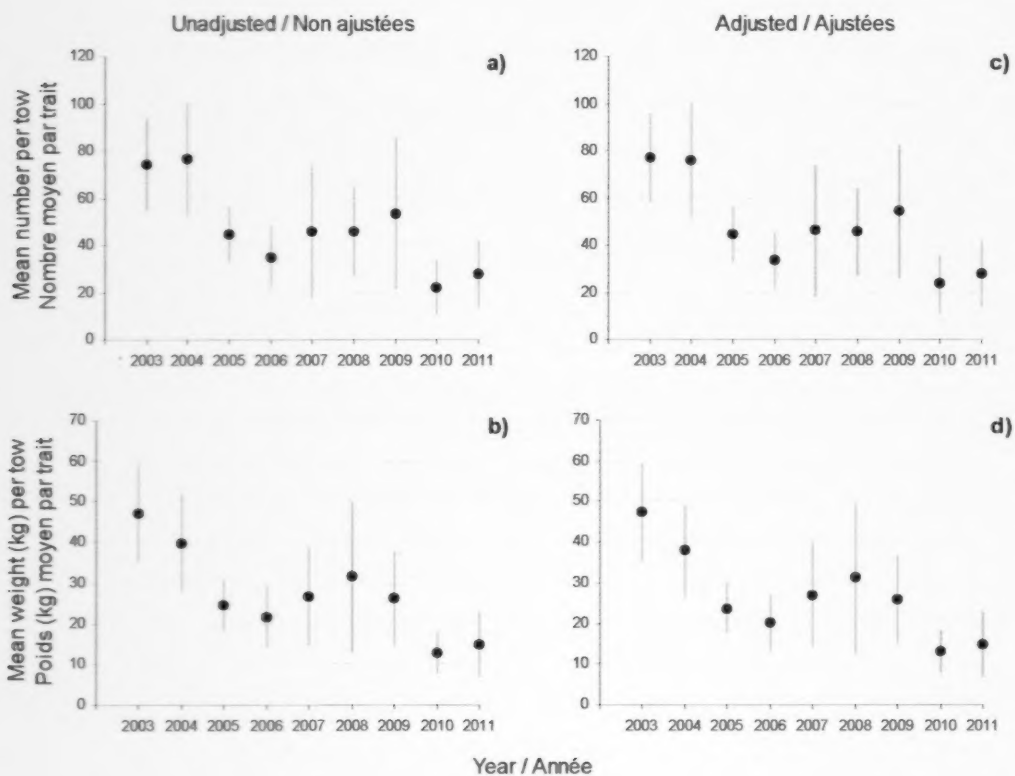 Unadjusted / Non ajustées
Adjusted / Ajustées
Mean number per tow
Nombre moyen par trait
a)
120
100
80
60
40
20
0
2003 2004 2005 2006 2007 2008 2009 2010 2011
c)
120
100
80
60
40
20
0
2003 2004 2005 2006 2007 2008 2009 2010 2011
Mean weight (kg) per tow
Poids (kg) moyen par trait
b)
70
60
50
40
30
20
10
0
2003 2004 2005 2006 2007 2008 2009 2010 2011
d)
70
60
50
40
30
20
10
0
2003 2004 2005 2006 2007 2008 2009 2010 2011
Year / Année